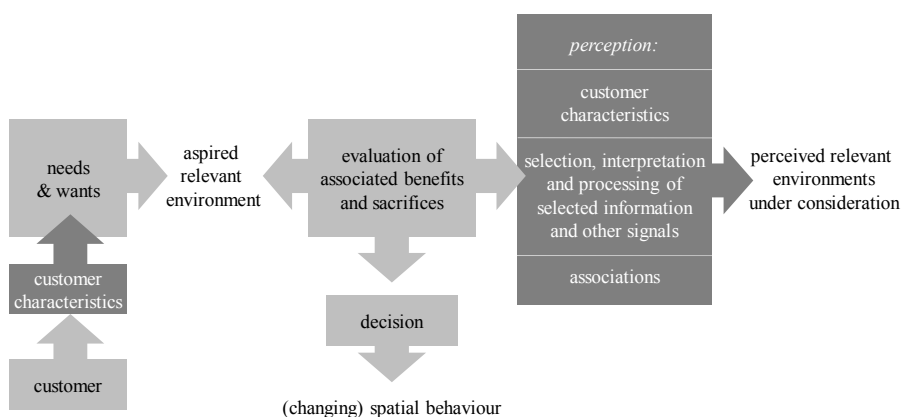 needs
& wants
customer
characteristics
customer
aspired
relevant
environment
evaluation of
associated benefits
and sacrifices
decision
(changing) spatial behaviour
perception:
customer
characteristics
selection, interpretation
and processing of
selected information
and other signals
associations
perceived relevant
environments
under consideration